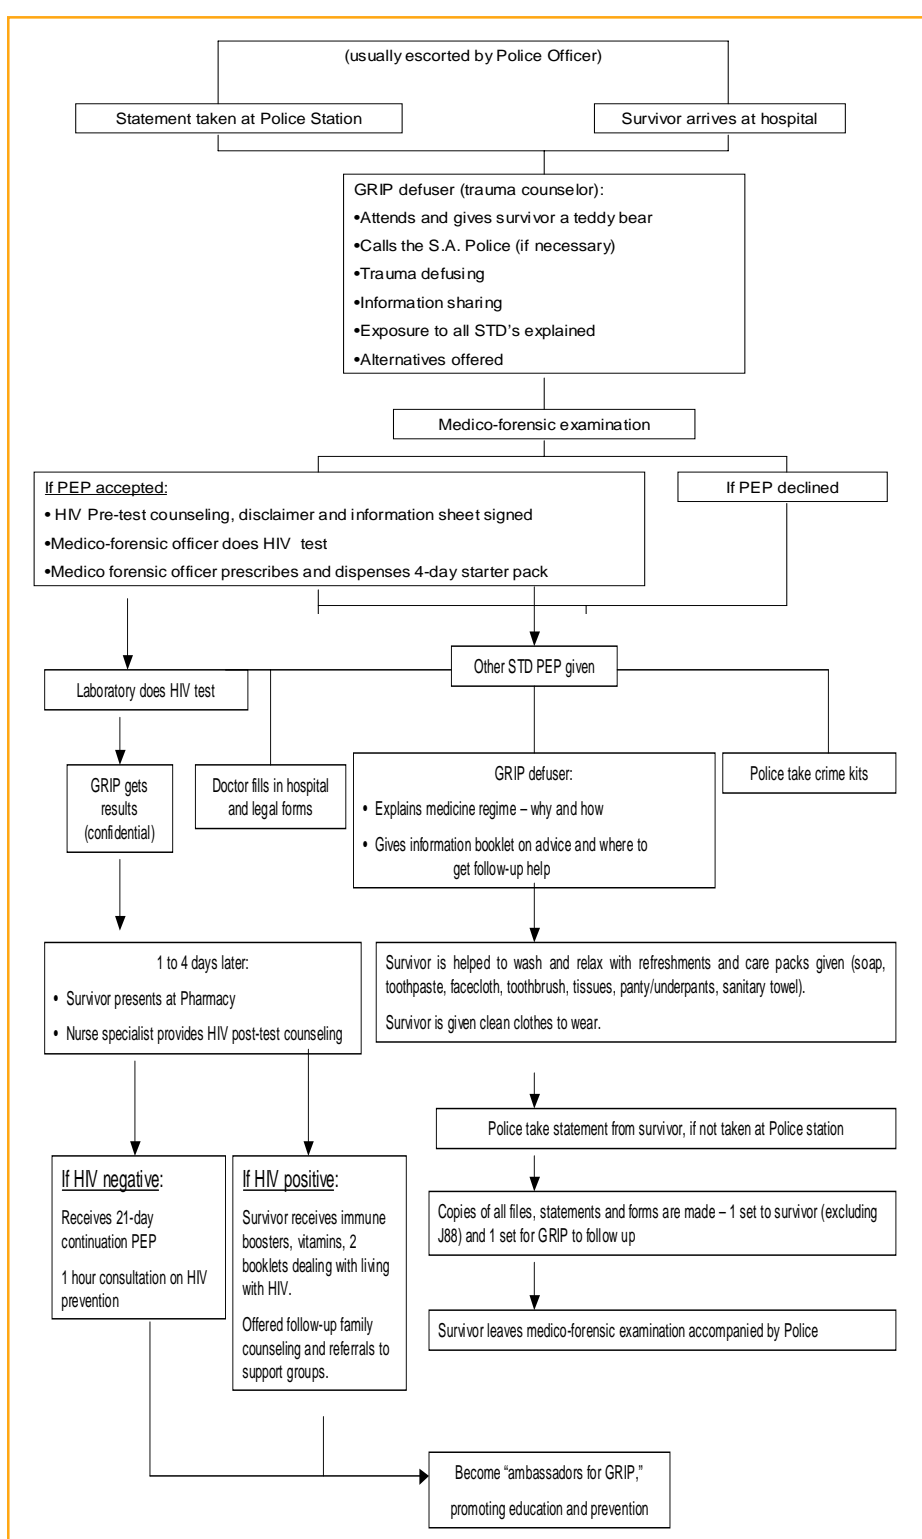 (usually escorted by Police Officer)
Statement taken at Police Station
Survivor arrives at hospital
GRIP defuser (trauma counselor):
•Attends and gives survivor a teddy bear
•Calls the S.A. Police (if necessary)
•Trauma defusing
•Information sharing
•Exposure to all STD's explained
•Alternatives offered
Medico-forensic examination
If PEP accepted:
• HIV Pre-test counseling, disclaimer and information sheet signed
•Medico-forensic officer does HIV test
•Medico forensic officer prescribes and dispenses 4-day starter pack
If PEP declined
Other STD PEP given
Laboratory does HIV test
GRIP gets
results
(confidential)
Doctor fills in hospital
and legal forms
GRIP defuser:
• Explains medicine regime – why and how
• Gives information booklet on advice and where to
get follow-up help
Police take crime kits
1 to 4 days later:
• Survivor presents at Pharmacy
• Nurse specialist provides HIV post-test counseling
Survivor is helped to wash and relax with refreshments and care packs given (soap,
toothpaste, facecloth, toothbrush, tissues, panty/underpants, sanitary towel).
Survivor is given clean clothes to wear.
Police take statement from survivor, if not taken at Police station
If HIV negative:
Receives 21-day
continuation PEP
1 hour consultation on HIV
prevention
If HIV positive:
Survivor receives immune
boosters, vitamins, 2
booklets dealing with living
with HIV.
Offered follow-up family
counseling and referrals to
support groups.
Copies of all files, statements and forms are made – 1 set to survivor (excluding
J88) and 1 set for GRIP to follow up
Survivor leaves medico-forensic examination accompanied by Police
Become “ambassadors for GRIP,”
promoting education and prevention